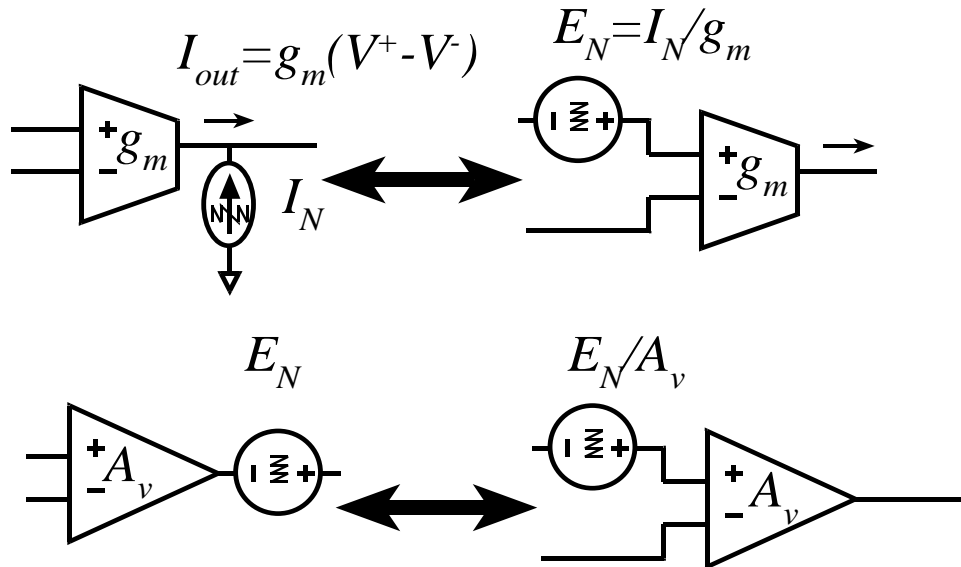 I_out=g_m(V^+-V^-)
E_N=I_N/g_m
+
g_m
−
I_N
− +
+
g_m
−
E_N
E_N/A_v
+
A_v
−
− +
− +
+
A_v
−